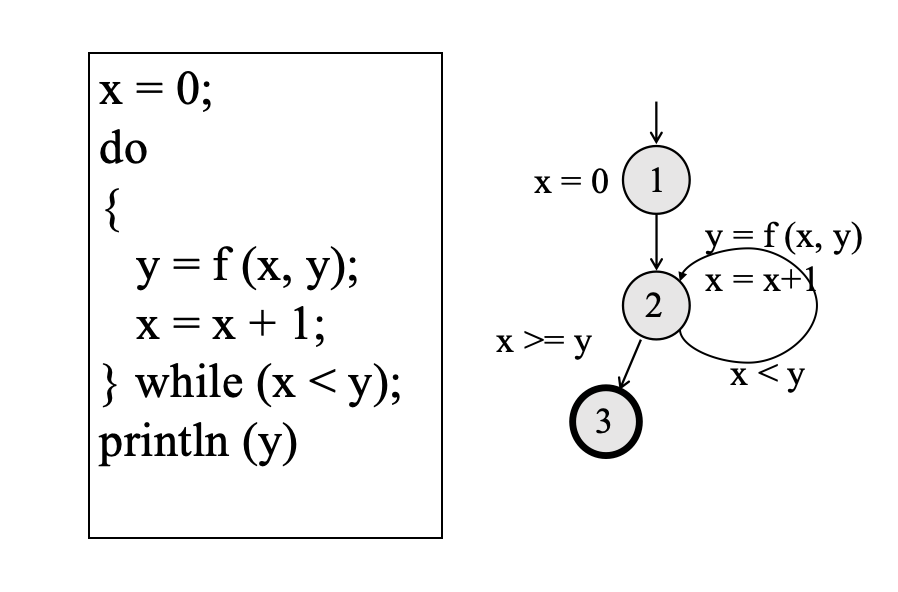 x = 0;
do
{
y = f (x, y);
x = x + 1;
} while (x < y);
println (y)
x = 0
1
y = f (x, y)
x = x+1
2
x >= y
x < y
3